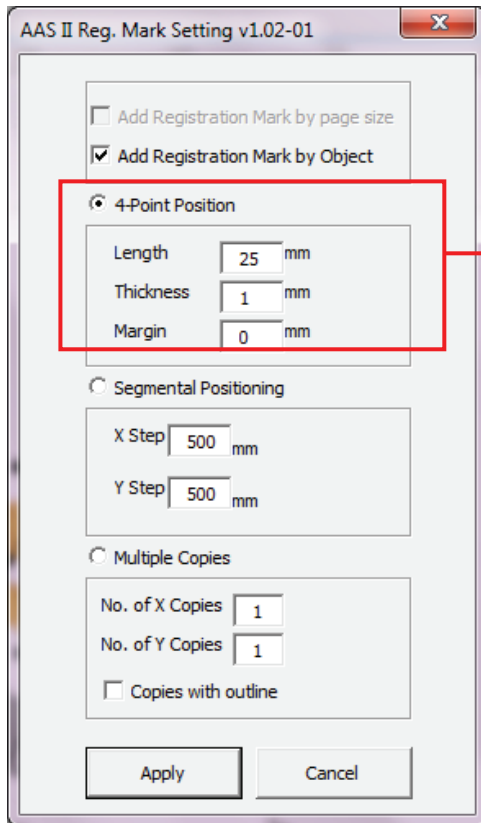 AAS II Reg. Mark Setting v1.02-01
Add Registration Mark by page size
Add Registration Mark by Object
4-Point Position
Length 25 mm
Thickness 1 mm
Margin 0 mm
Segmental Positioning
X Step 500 mm
Y Step 500 mm
Multiple Copies
No. of X Copies 1
No. of Y Copies 1
Copies with outline
Apply Cancel